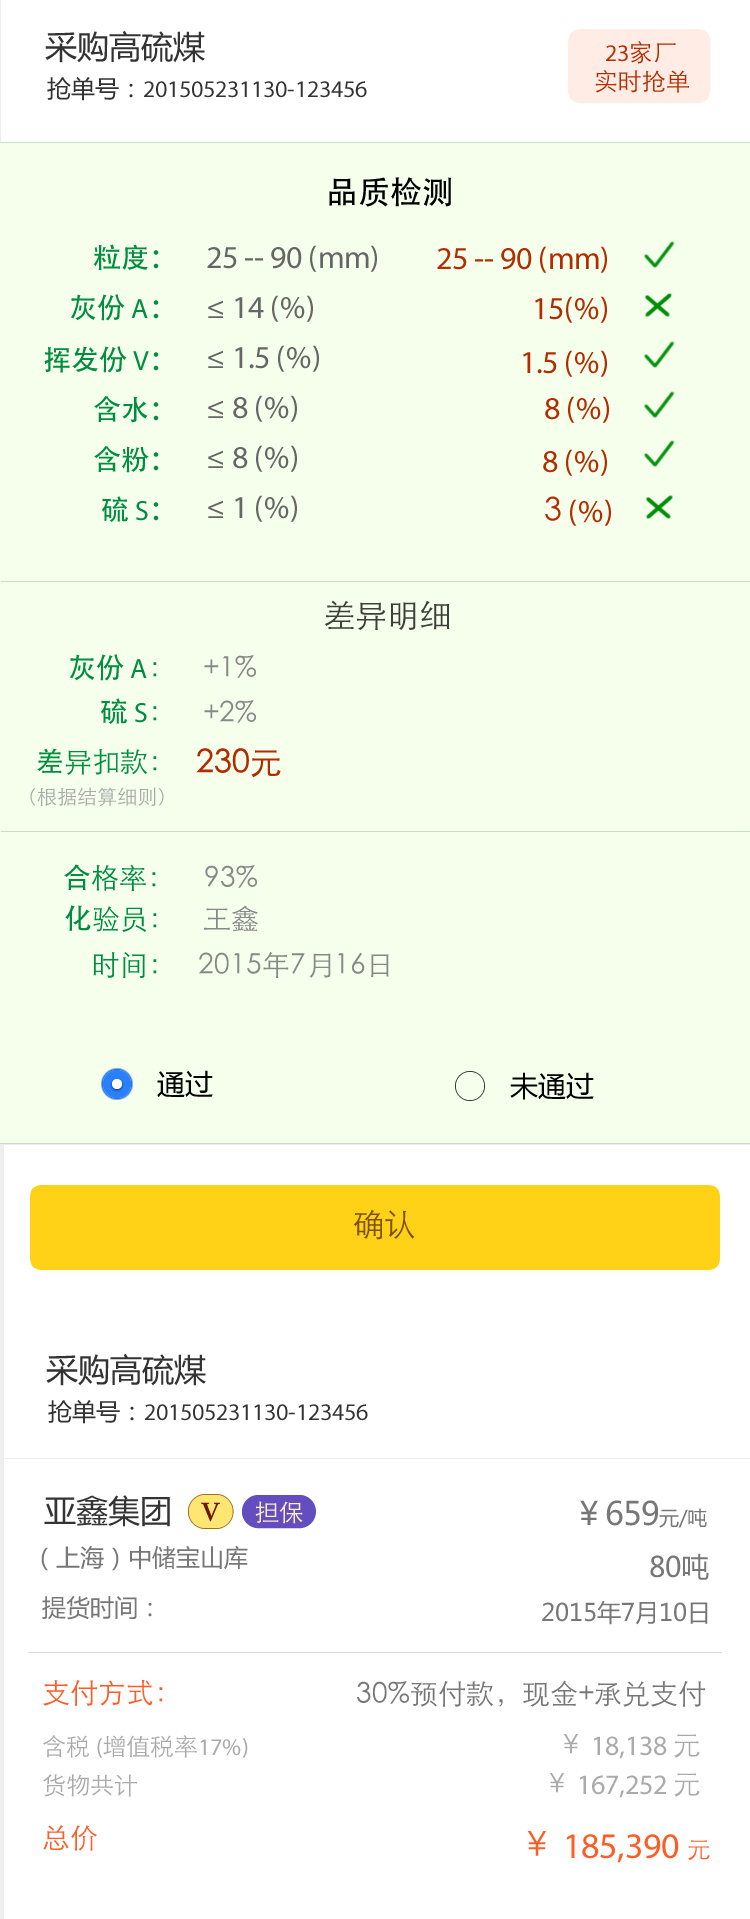 采购高硫煤
抢单号：201505231130-123456
23家厂
实时抢单
品质检测
粒度： 25 -- 90 (mm) 25 -- 90 (mm)
灰份 A： ≤ 14 (%) 15(%)
挥发份 V： ≤ 1.5 (%) 1.5 (%)
含水： ≤ 8 (%) 8 (%)
含粉： ≤ 8 (%) 8 (%)
硫 S： ≤ 1 (%) 3 (%)
差异明细
灰份 A： +1%
硫 S： +2%
差异扣款： 230元
（根据结算细则）
合格率： 93%
化验员： 王鑫
时间： 2015年7月16日
通过 未通过
确认
采购高硫煤
抢单号：201505231130-123456
亚鑫集团 V 担保 ¥ 659元/吨
（上海）中储宝山库 80吨
提货时间： 2015年7月10日
支付方式： 30%预付款，现金+承兑支付
含税 (增值税率17%) ¥ 18,138 元
货物共计 ¥ 167,252 元
总价 ¥ 185,390 元